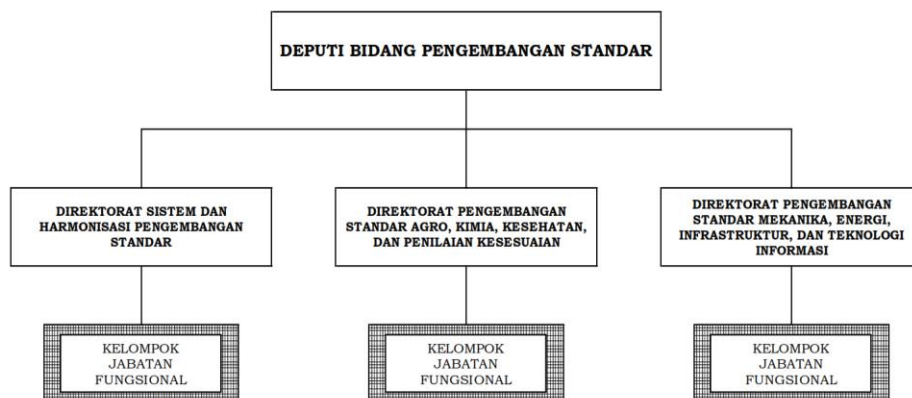 DEPUTI BIDANG PENGEMBANGAN STANDAR
DIREKTORAT SISTEM DAN
HARMONISASI PENGEMBANGAN
STANDAR
DIREKTORAT PENGEMBANGAN
STANDAR AGRO, KIMIA, KESEHATAN,
DAN PENILAIAN KESESUAIAN
DIREKTORAT PENGEMBANGAN
STANDAR MEKANIKA, ENERGI,
INFRASTRUKTUR, DAN TEKNOLOGI
INFORMASI
KELOMPOK
JABATAN
FUNGSIONAL
KELOMPOK
JABATAN
FUNGSIONAL
KELOMPOK
JABATAN
FUNGSIONAL